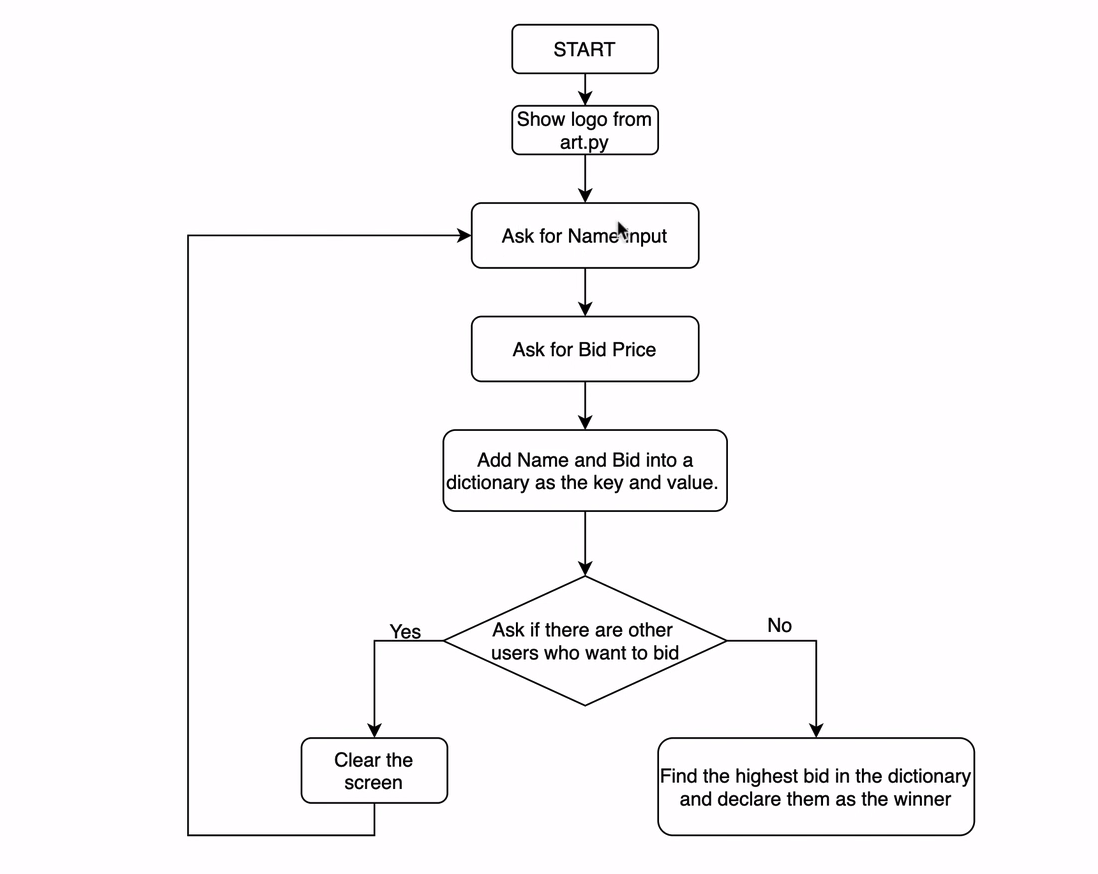 START
Show logo from
art.py
Ask for Name input
Ask for Bid Price
Add Name and Bid into a
dictionary as the key and value.
Ask if there are other
users who want to bid
Yes
No
Clear the
screen
Find the highest bid in the dictionary
and declare them as the winner